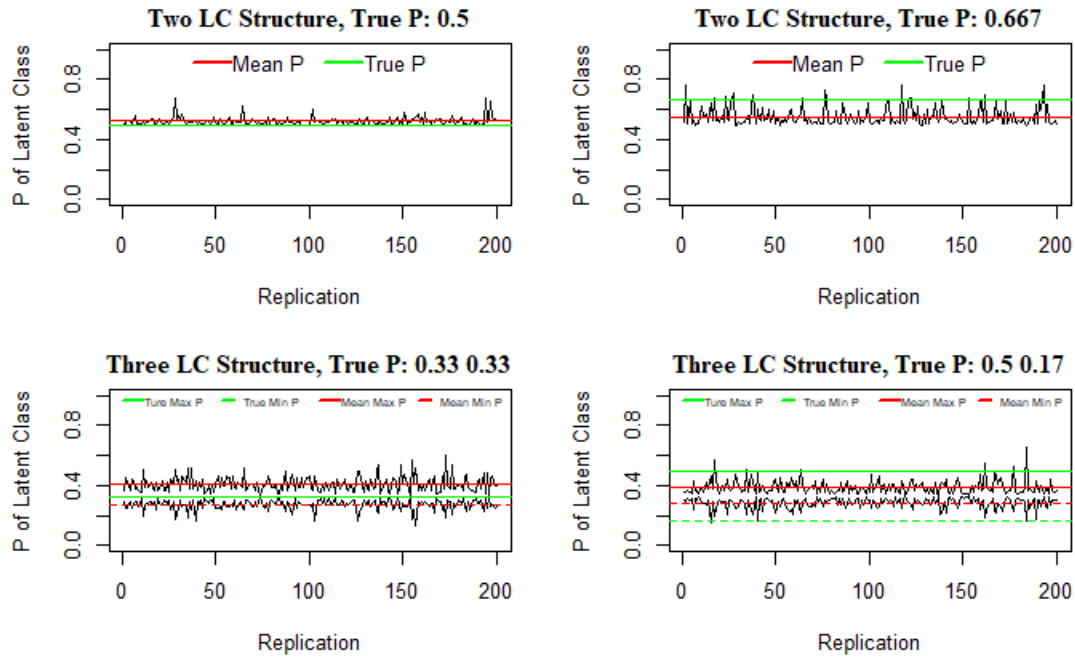 Two LC Structure, True P: 0.5
P of Latent Class
0.0 0.4 0.8
Mean P True P
0 50 100 150 200
Replication
Two LC Structure, True P: 0.667
P of Latent Class
0.0 0.4 0.8
Mean P True P
0 50 100 150 200
Replication
Three LC Structure, True P: 0.33 0.33
P of Latent Class
0.0 0.4 0.8
Ture Max P True Min P Mean Max P Mean Min P
0 50 100 150 200
Replication
Three LC Structure, True P: 0.5 0.17
P of Latent Class
0.0 0.4 0.8
Ture Max P True Min P Mean Max P Mean Min P
0 50 100 150 200
Replication